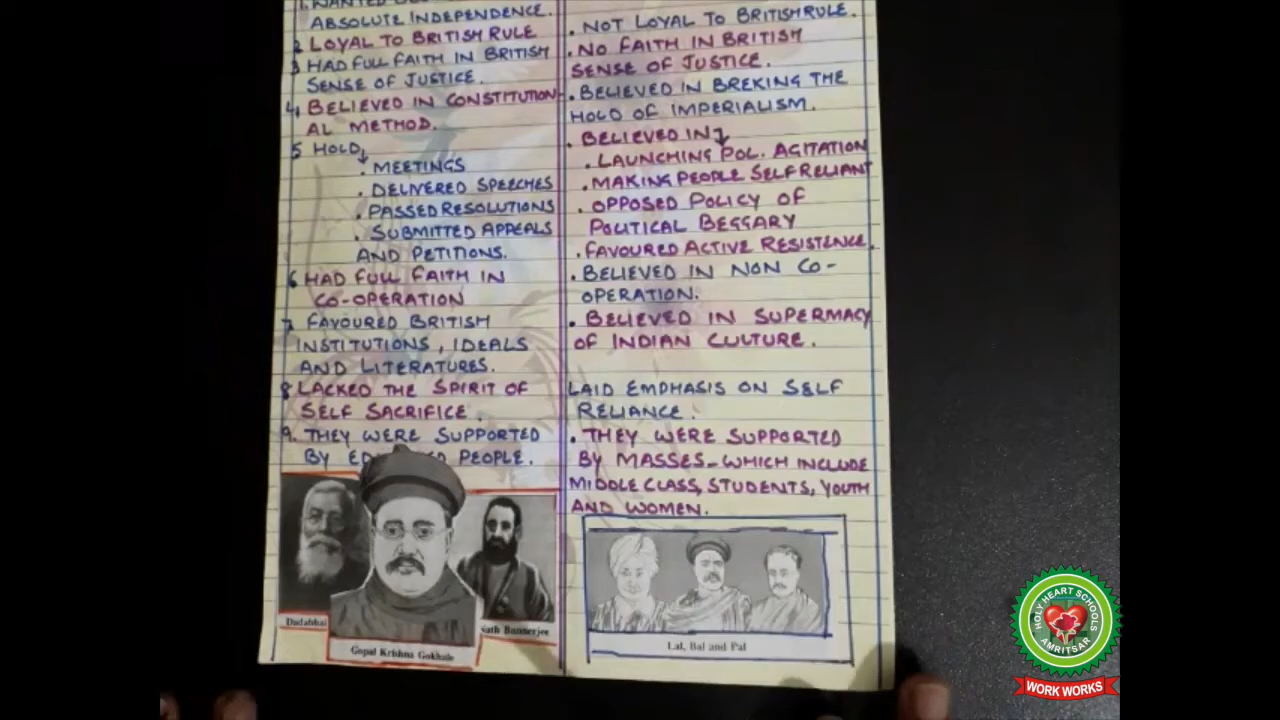 ABSOLUTE INDEPENDENCE.
2 LOYAL TO BRITISH RULE
3 HAD FULL FAITH IN BRITISH
SENSE OF JUSTICE.
4, BELIEVED IN CONSTITUTION-
AL METHOD.
5 HOLD
. MEETINGS
. DELIVERED SPEECHES
. PASSED RESOLUTIONS
. SUBMITTED APPEALS
AND PETITIONS.
6 HAD FULL FAITH IN
CO-OPERATION
7 FAVOURED BRITISH
INSTITUTIONS, IDEALS
AND LITERATURES.
8 LACKED THE SPIRIT OF
SELF SACRIFICE.
9. THEY WERE SUPPORTED
BY PEOPLE.
Dadabhai
Gopal Krishna Gokhale
nath Bannerjee
. NOT LOYAL TO BRITISH RULE.
. NO FAITH IN BRITISH
SENSE OF JUSTICE.
. BELIEVED IN BREKING THE
HOLD OF IMPERIALISM.
. BELIEVED IN
. LAUNCHING POL. AGITATION
. MAKING PEOPLE SELF RELIANT
. OPPOSED POLICY OF
POLITICAL BEGGARY
. FAVOURED ACTIVE RESISTENCE.
. BELIEVED IN NON CO-
OPERATION.
. BELIEVED IN SUPERMACY
OF INDIAN CULTURE.
LAID EMPHASIS ON SELF
RELIANCE.
. THEY WERE SUPPORTED
BY MASSES-WHICH INCLUDE
MIDDLE CLASS, STUDENTS, YOUTH
AND WOMEN.
Lal, Bal and Pal
HOLY HEART SCHOOLS
AMRITSAR
WORK WORKS